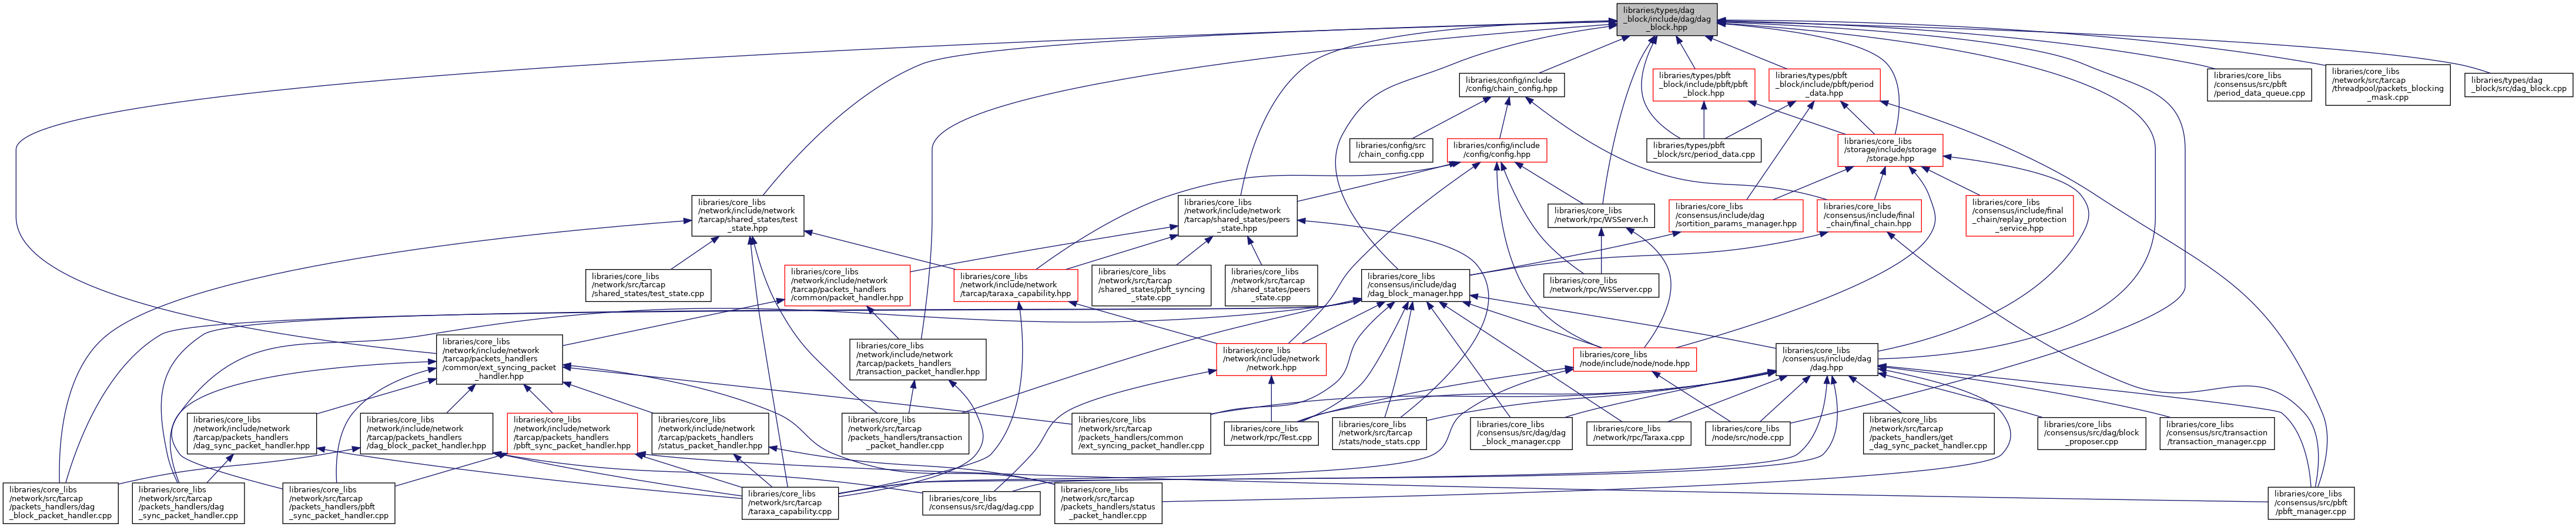 libraries/types/dag
_block/include/dag/dag
_block.hpp
libraries/config/include
/config/chain_config.hpp
libraries/types/pbft
_block/include/pbft/pbft
_block.hpp
libraries/types/pbft
_block/include/pbft/period
_data.hpp
libraries/core_libs
/consensus/src/pbft
/period_data_queue.cpp
libraries/core_libs
/network/src/tarcap
/threadpool/packets_blocking
_mask.cpp
libraries/types/dag
_block/src/dag_block.cpp
libraries/config/src
/chain_config.cpp
libraries/config/include
/config/config.hpp
libraries/types/pbft
_block/src/period_data.cpp
libraries/core_libs
/storage/include/storage
/storage.hpp
libraries/core_libs
/network/include/network
/tarcap/shared_states/test
_state.hpp
libraries/core_libs
/network/include/network
/tarcap/shared_states/peers
_state.hpp
libraries/core_libs
/network/rpc/WSServer.h
libraries/core_libs
/consensus/include/dag
/sortition_params_manager.hpp
libraries/core_libs
/consensus/include/final
_chain/final_chain.hpp
libraries/core_libs
/consensus/include/final
_chain/replay_protection
_service.hpp
libraries/core_libs
/network/src/tarcap
/shared_states/test_state.cpp
libraries/core_libs
/network/include/network
/tarcap/packets_handlers
/common/packet_handler.hpp
libraries/core_libs
/network/include/network
/tarcap/taraxa_capability.hpp
libraries/core_libs
/network/src/tarcap
/shared_states/pbft_syncing
_state.cpp
libraries/core_libs
/network/src/tarcap
/shared_states/peers
_state.cpp
libraries/core_libs
/consensus/include/dag
/dag_block_manager.hpp
libraries/core_libs
/network/rpc/WSServer.cpp
libraries/core_libs
/network/include/network
/tarcap/packets_handlers
/common/ext_syncing_packet
_handler.hpp
libraries/core_libs
/network/include/network
/tarcap/packets_handlers
/transaction_packet_handler.hpp
libraries/core_libs
/network/include/network
/network.hpp
libraries/core_libs
/node/include/node/node.hpp
libraries/core_libs
/consensus/include/dag
/dag.hpp
libraries/core_libs
/network/include/network
/tarcap/packets_handlers
/dag_sync_packet_handler.hpp
libraries/core_libs
/network/include/network
/tarcap/packets_handlers
/dag_block_packet_handler.hpp
libraries/core_libs
/network/include/network
/tarcap/packets_handlers
/pbft_sync_packet_handler.hpp
libraries/core_libs
/network/include/network
/tarcap/packets_handlers
/status_packet_handler.hpp
libraries/core_libs
/network/src/tarcap
/packets_handlers/transaction
_packet_handler.cpp
libraries/core_libs
/network/src/tarcap
/packets_handlers/common
/ext_syncing_packet_handler.cpp
libraries/core_libs
/network/rpc/Test.cpp
libraries/core_libs
/network/src/tarcap
/stats/node_stats.cpp
libraries/core_libs
/consensus/src/dag/dag
_block_manager.cpp
libraries/core_libs
/network/rpc/Taraxa.cpp
libraries/core_libs
/node/src/node.cpp
libraries/core_libs
/network/src/tarcap
/packets_handlers/get
_dag_sync_packet_handler.cpp
libraries/core_libs
/consensus/src/dag/block
_proposer.cpp
libraries/core_libs
/consensus/src/transaction
/transaction_manager.cpp
libraries/core_libs
/network/src/tarcap
/packets_handlers/dag
_block_packet_handler.cpp
libraries/core_libs
/network/src/tarcap
/packets_handlers/dag
_sync_packet_handler.cpp
libraries/core_libs
/network/src/tarcap
/packets_handlers/pbft
_sync_packet_handler.cpp
libraries/core_libs
/network/src/tarcap
/taraxa_capability.cpp
libraries/core_libs
/consensus/src/dag/dag.cpp
libraries/core_libs
/network/src/tarcap
/packets_handlers/status
_packet_handler.cpp
libraries/core_libs
/consensus/src/pbft
/pbft_manager.cpp